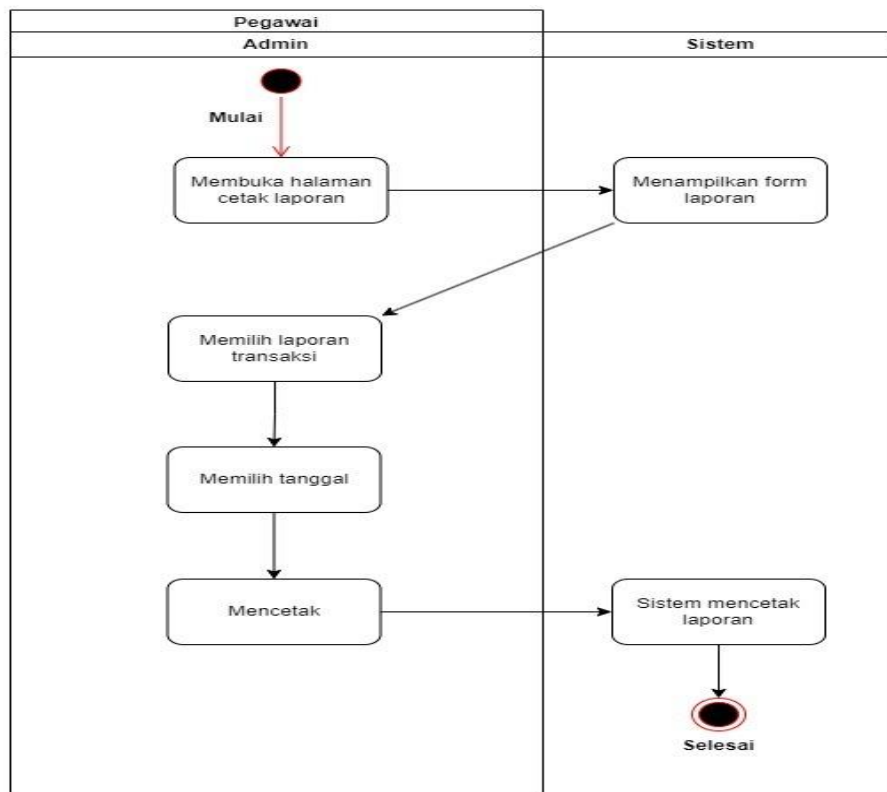 Pegawai
Admin
Sistem
Mulai
Membuka halaman
cetak laporan
Menampilkan form
laporan
Memilih laporan
transaksi
Memilih tanggal
Mencetak
Sistem mencetak
laporan
Selesai